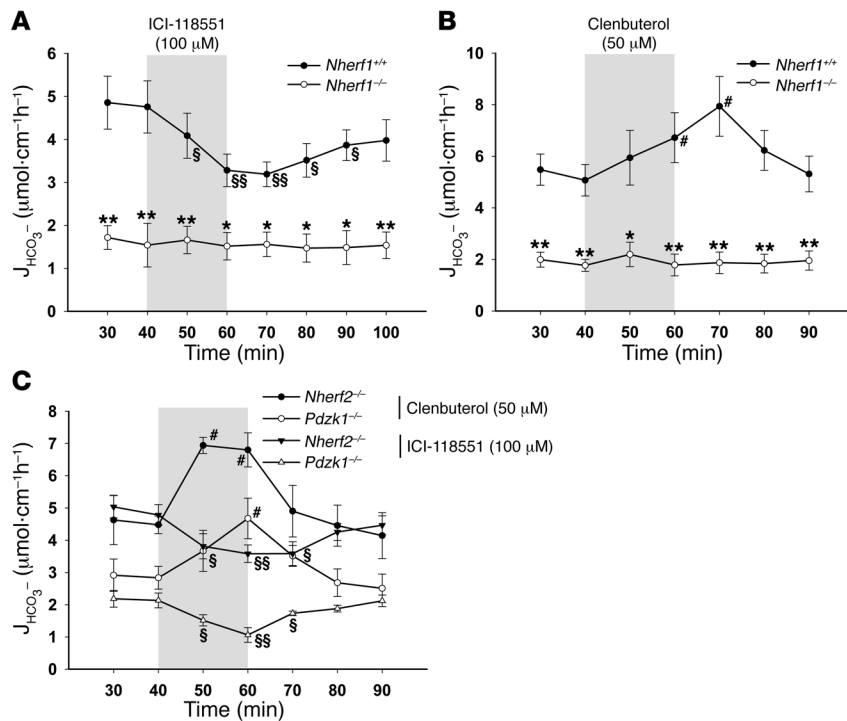 A
ICI-118551
(100 μM)
Nherf1+/+
Nherf1–/–
6
5
4
3
2
1
0
JHCO3– (μmol·cm–1h–1)
§
§§
§§
§
§
**
**
**
*
*
*
*
**
30 40 50 60 70 80 90 100
Time (min)
B
Clenbuterol
(50 μM)
Nherf1+/+
Nherf1–/–
10
8
6
4
2
0
JHCO3– (μmol·cm–1h–1)
#
#
**
**
*
**
**
**
**
30 40 50 60 70 80 90
Time (min)
C
Nherf2–/–
Pdzk1–/–
Clenbuterol (50 μM)
Nherf2–/–
Pdzk1–/–
ICI-118551 (100 μM)
8
7
6
5
4
3
2
1
0
JHCO3– (μmol·cm–1h–1)
#
#
#
§
§§
§
§
§§
§
30 40 50 60 70 80 90
Time (min)